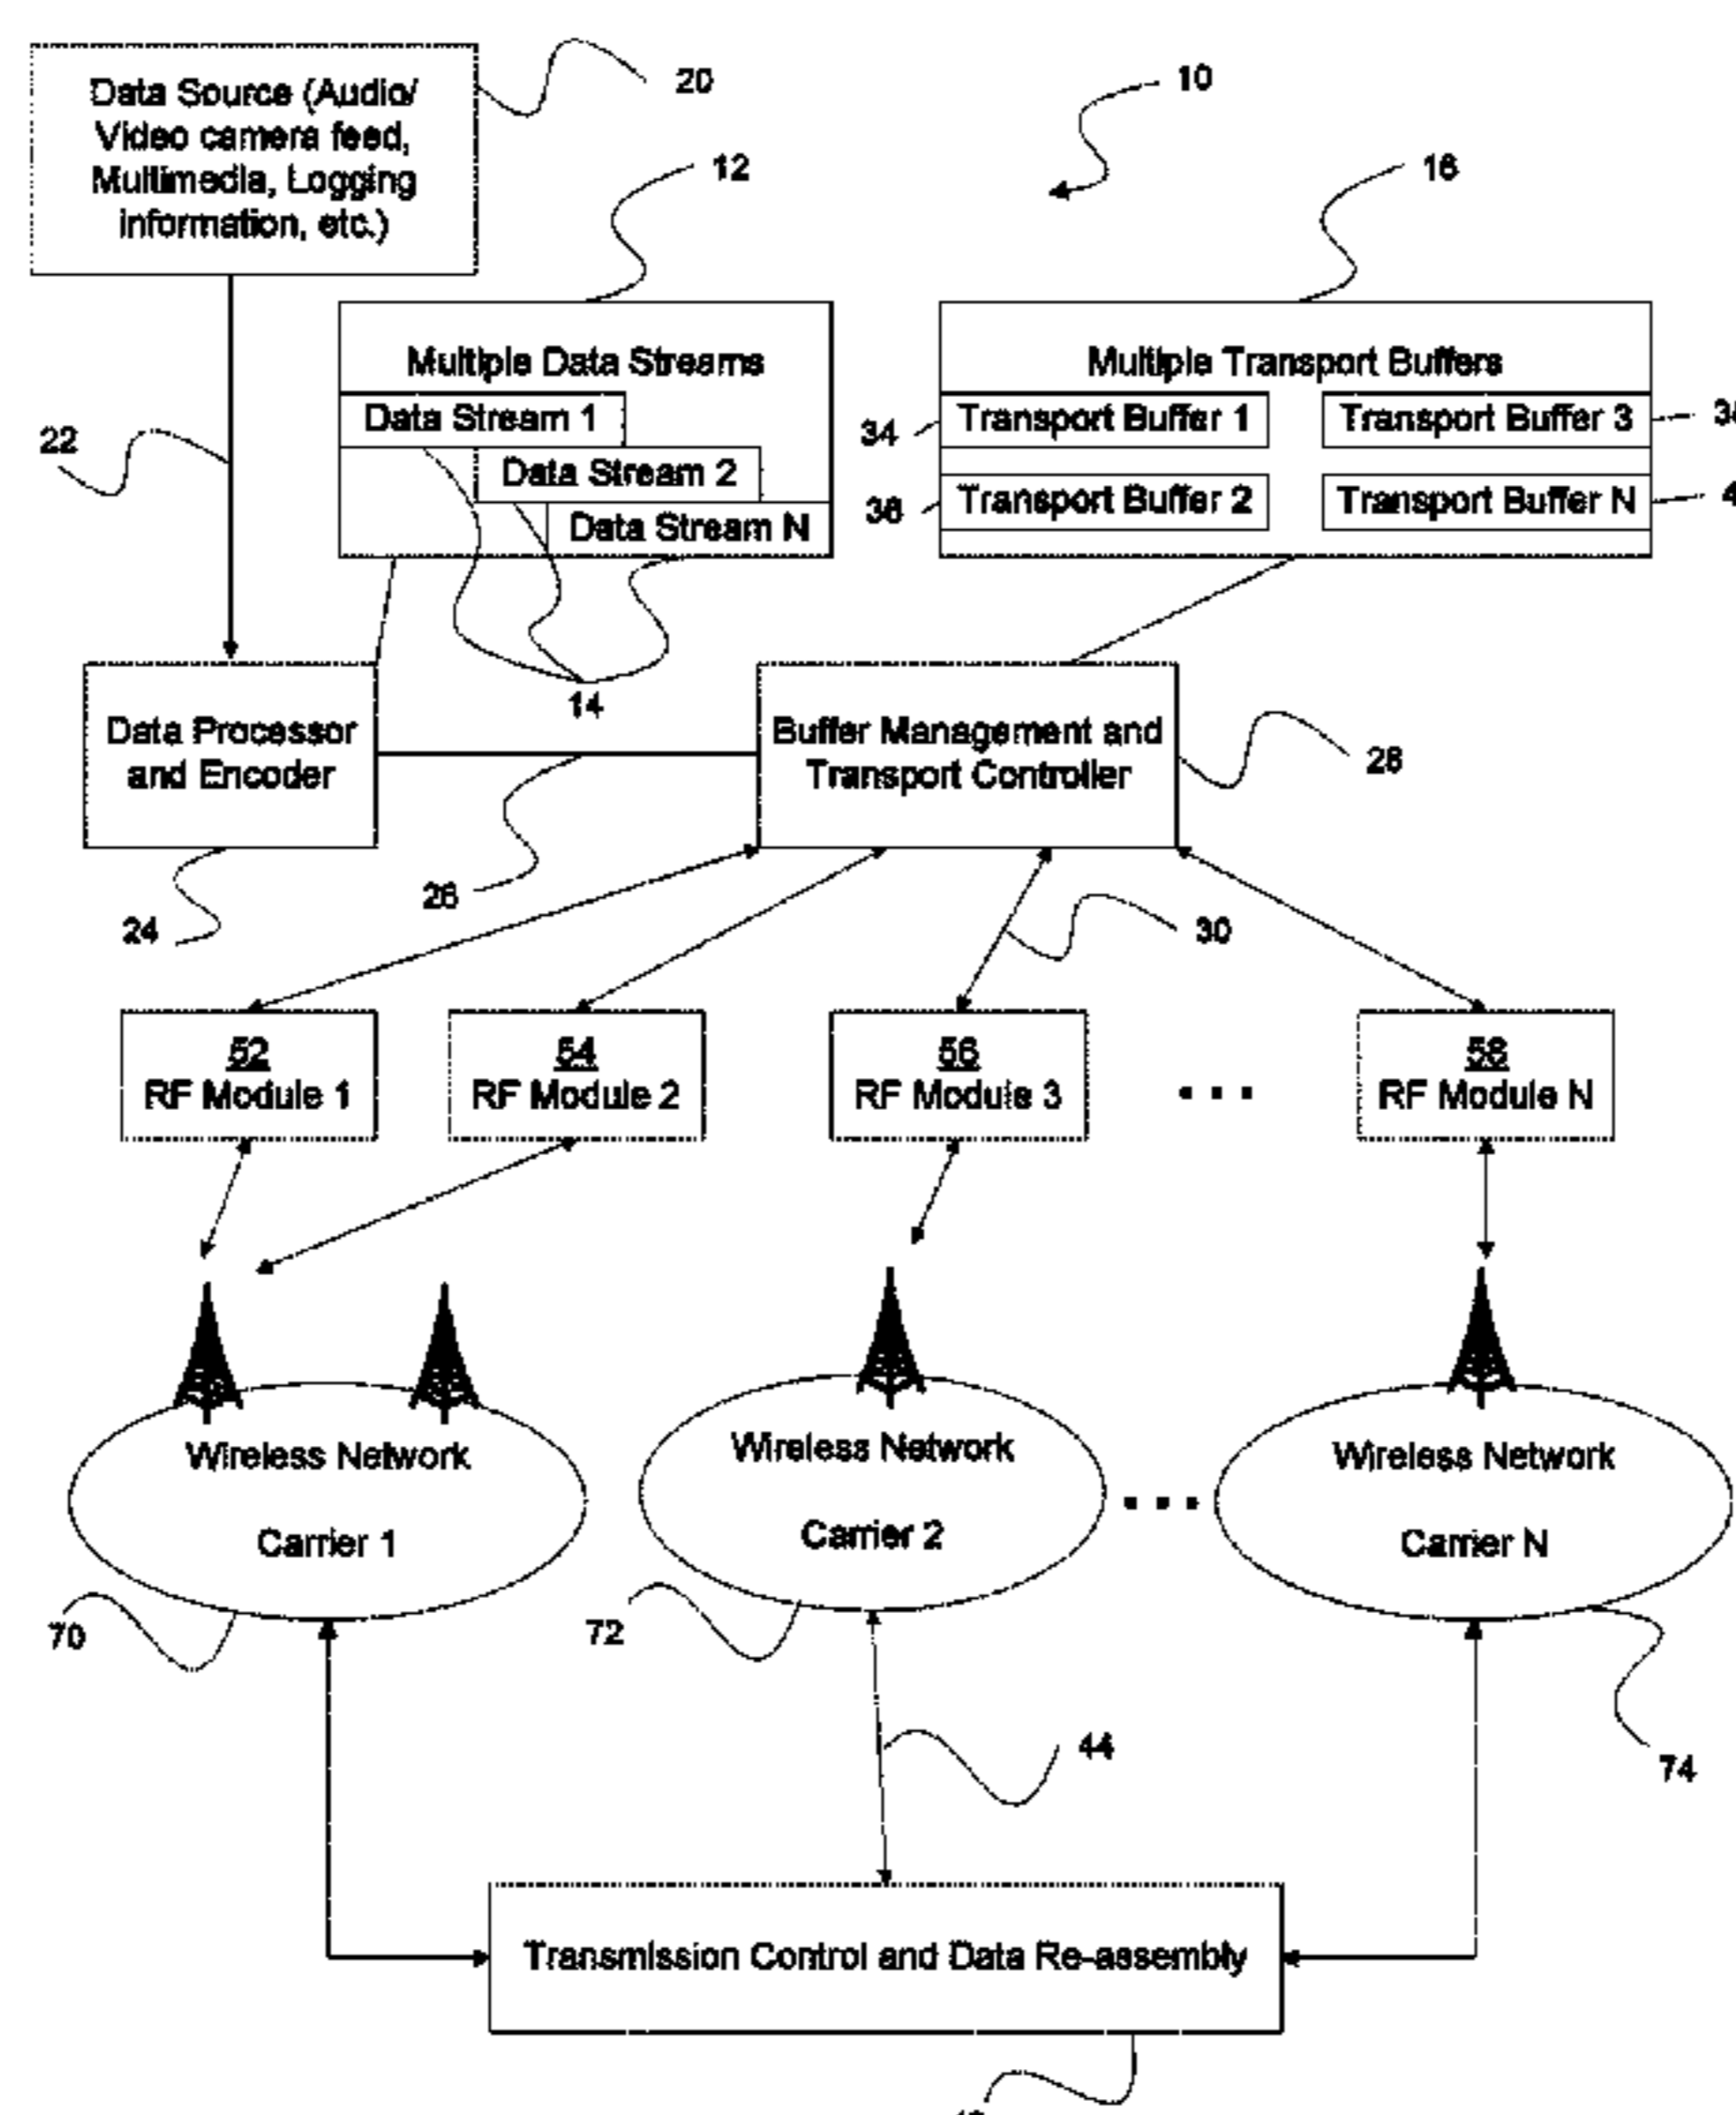 Data Source (Audio/
Video camera feed,
Multimedia, Logging
information, etc.)
20
10
12
16
Multiple Data Streams
Data Stream 1
Data Stream 2
Data Stream N
Multiple Transport Buffers
34
Transport Buffer 1
Transport Buffer 3
36
Transport Buffer 2
Transport Buffer N
22
14
Data Processor
and Encoder
Buffer Management and
Transport Controller
28
26
24
30
52
RF Module 1
54
RF Module 2
56
RF Module 3
...
58
RF Module N
Wireless Network
Carrier 1
Wireless Network
Carrier 2
...
Wireless Network
Carrier N
70
72
74
44
Transmission Control and Data Re-assembly